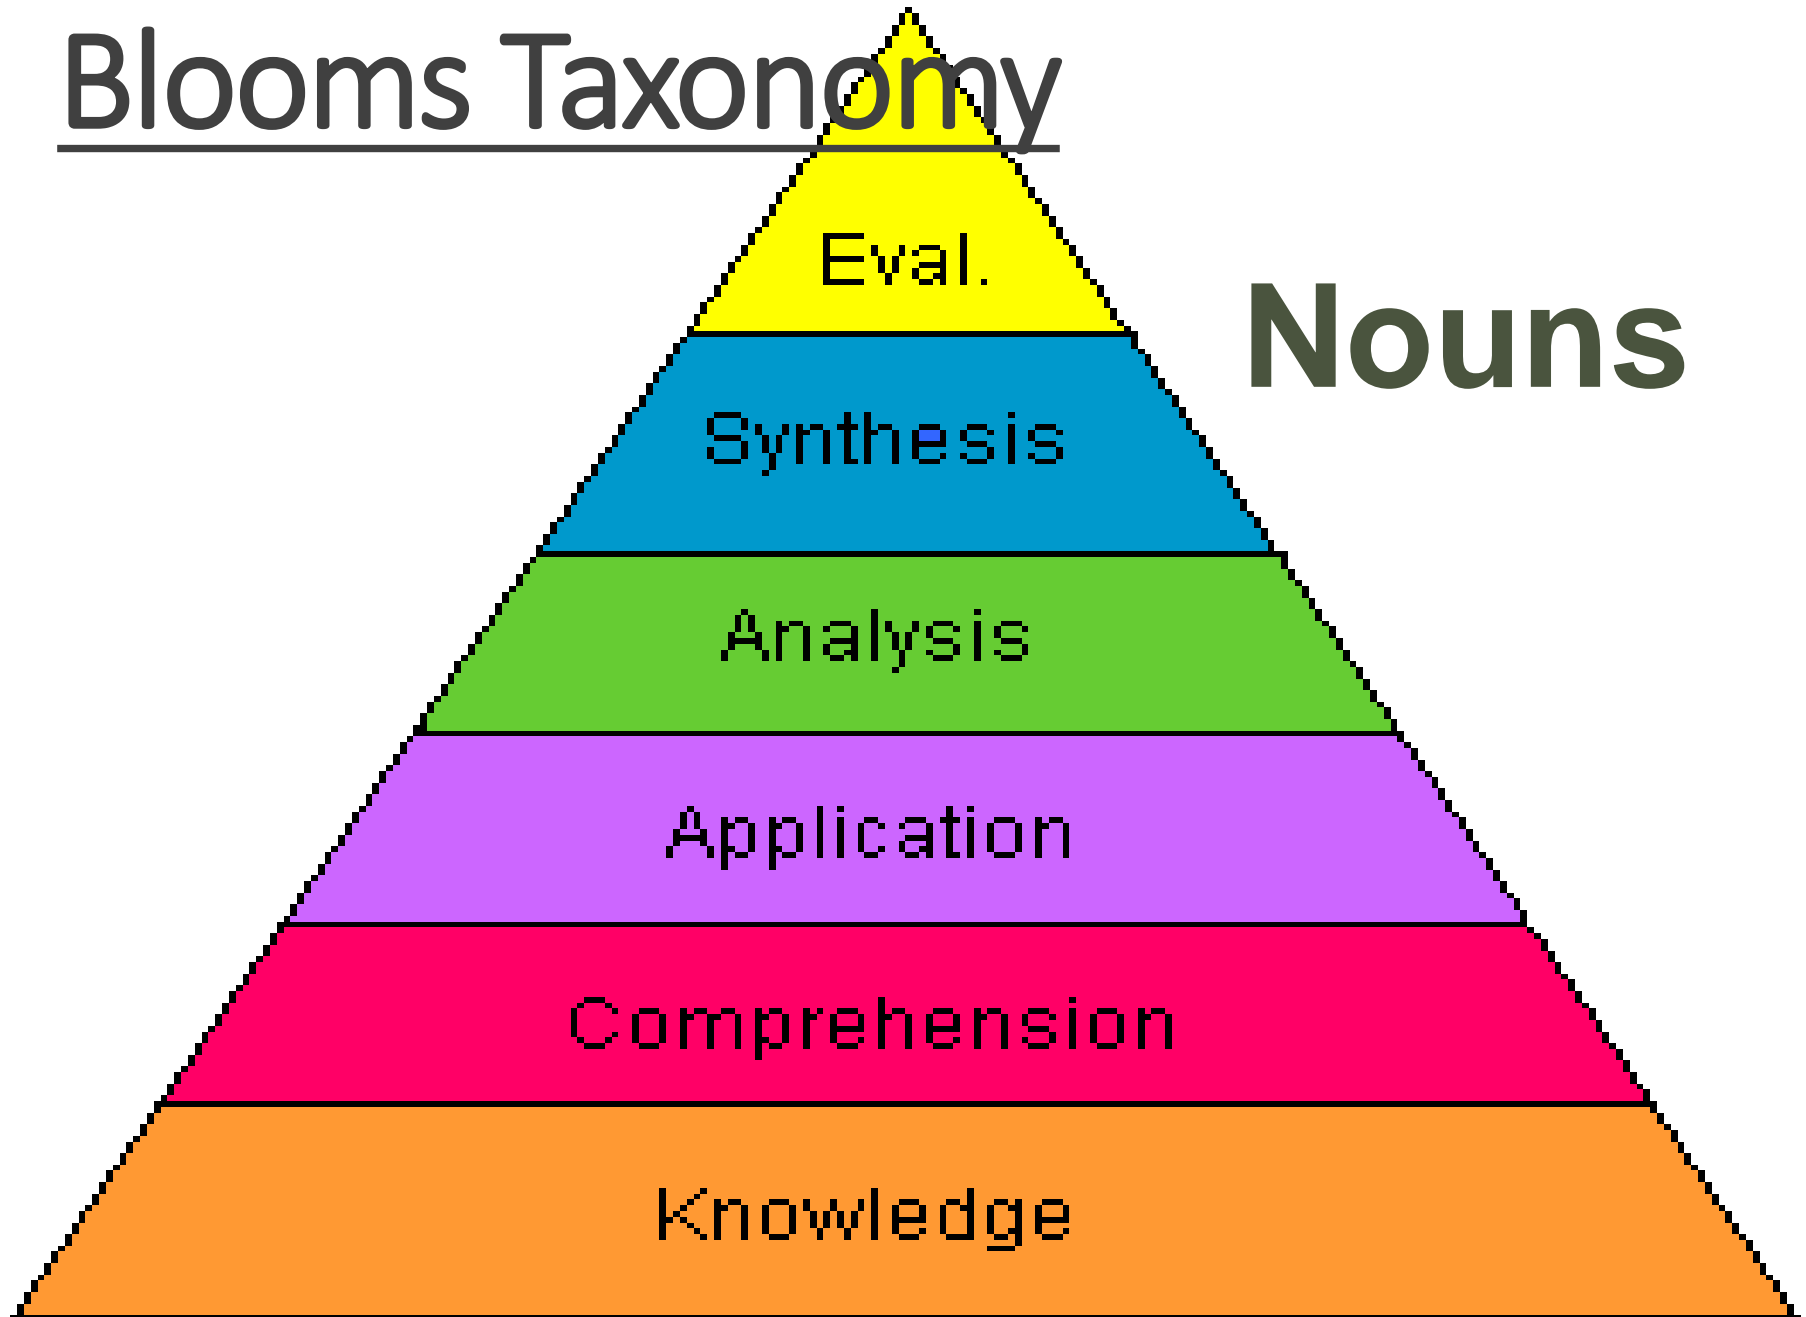 Blooms Taxonomy
Eval.
Nouns
Synthesis
Analysis
Application
Comprehension
Knowledge